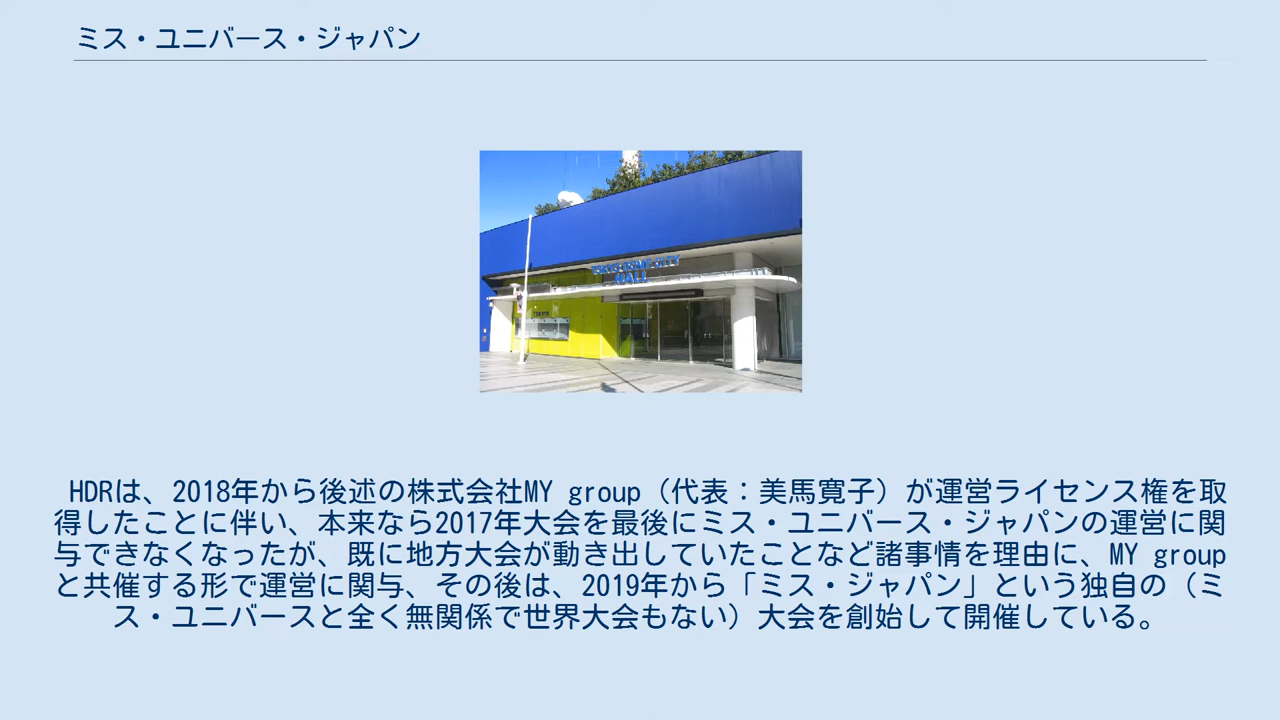 ミス・ユニバース・ジャパン
TOKYO DOME CITY
HALL
HDRは、2018年から後述の株式会社MY group（代表：美馬寛子）が運営ライセンス権を取
得したことに伴い、本来なら2017年大会を最後にミス・ユニバース・ジャパンの運営に関
与できなくなったが、既に地方大会が動き出していたことなど諸事情を理由に、MY group
と共催する形で運営に関与、その後は、2019年から「ミス・ジャパン」という独自の（ミ
ス・ユニバースと全く無関係で世界大会もない）大会を創始して開催している。